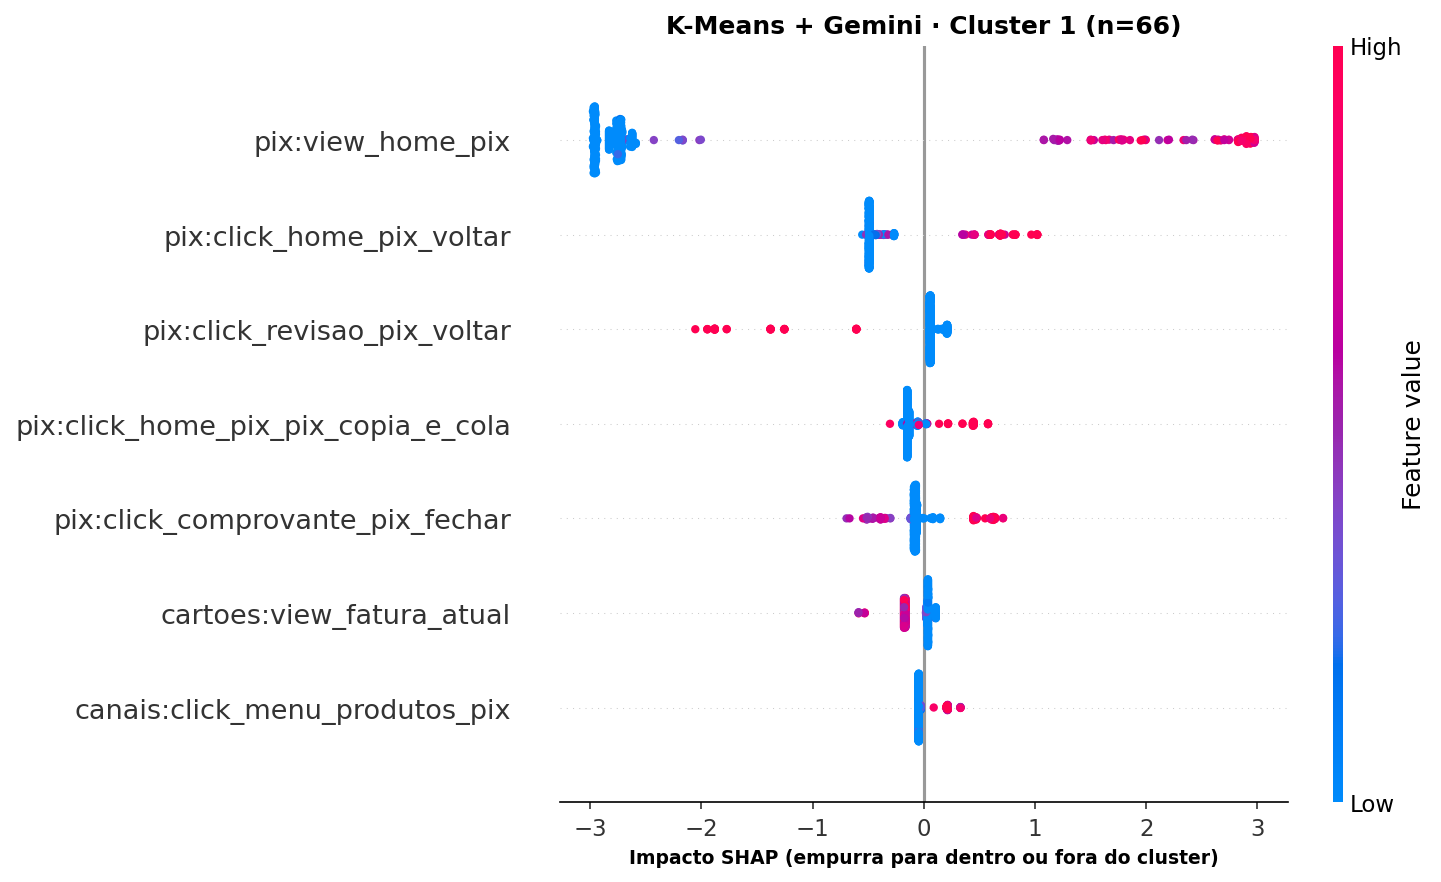 K-Means + Gemini · Cluster 1 (n=66)
High
pix:view_home_pix
pix:click_home_pix_voltar
pix:click_revisao_pix_voltar
pix:click_home_pix_pix_copia_e_cola
pix:click_comprovante_pix_fechar
cartoes:view_fatura_atual
canais:click_menu_produtos_pix
Feature value
Low
−3 −2 −1 0 1 2 3
Impacto SHAP (empurra para dentro ou fora do cluster)